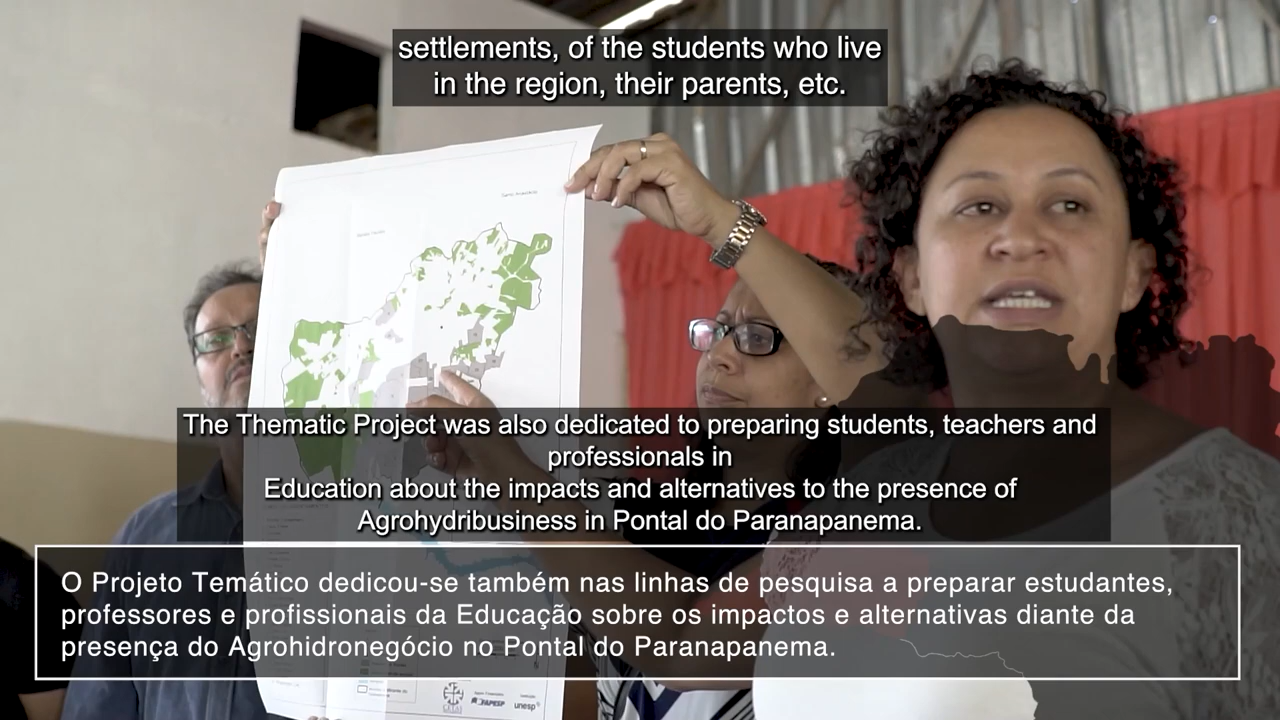 settlements, of the students who live
in the region, their parents, etc.
The Thematic Project was also dedicated to preparing students, teachers and
professionals in
Education about the impacts and alternatives to the presence of
Agrohydribusiness in Pontal do Paranapanema.
O Projeto Temático dedicou-se também nas linhas de pesquisa a preparar estudantes,
professores e profissionais da Educação sobre os impactos e alternativas diante da
presença do Agrohidronegócio no Pontal do Paranapanema.
FAPESP
unesp